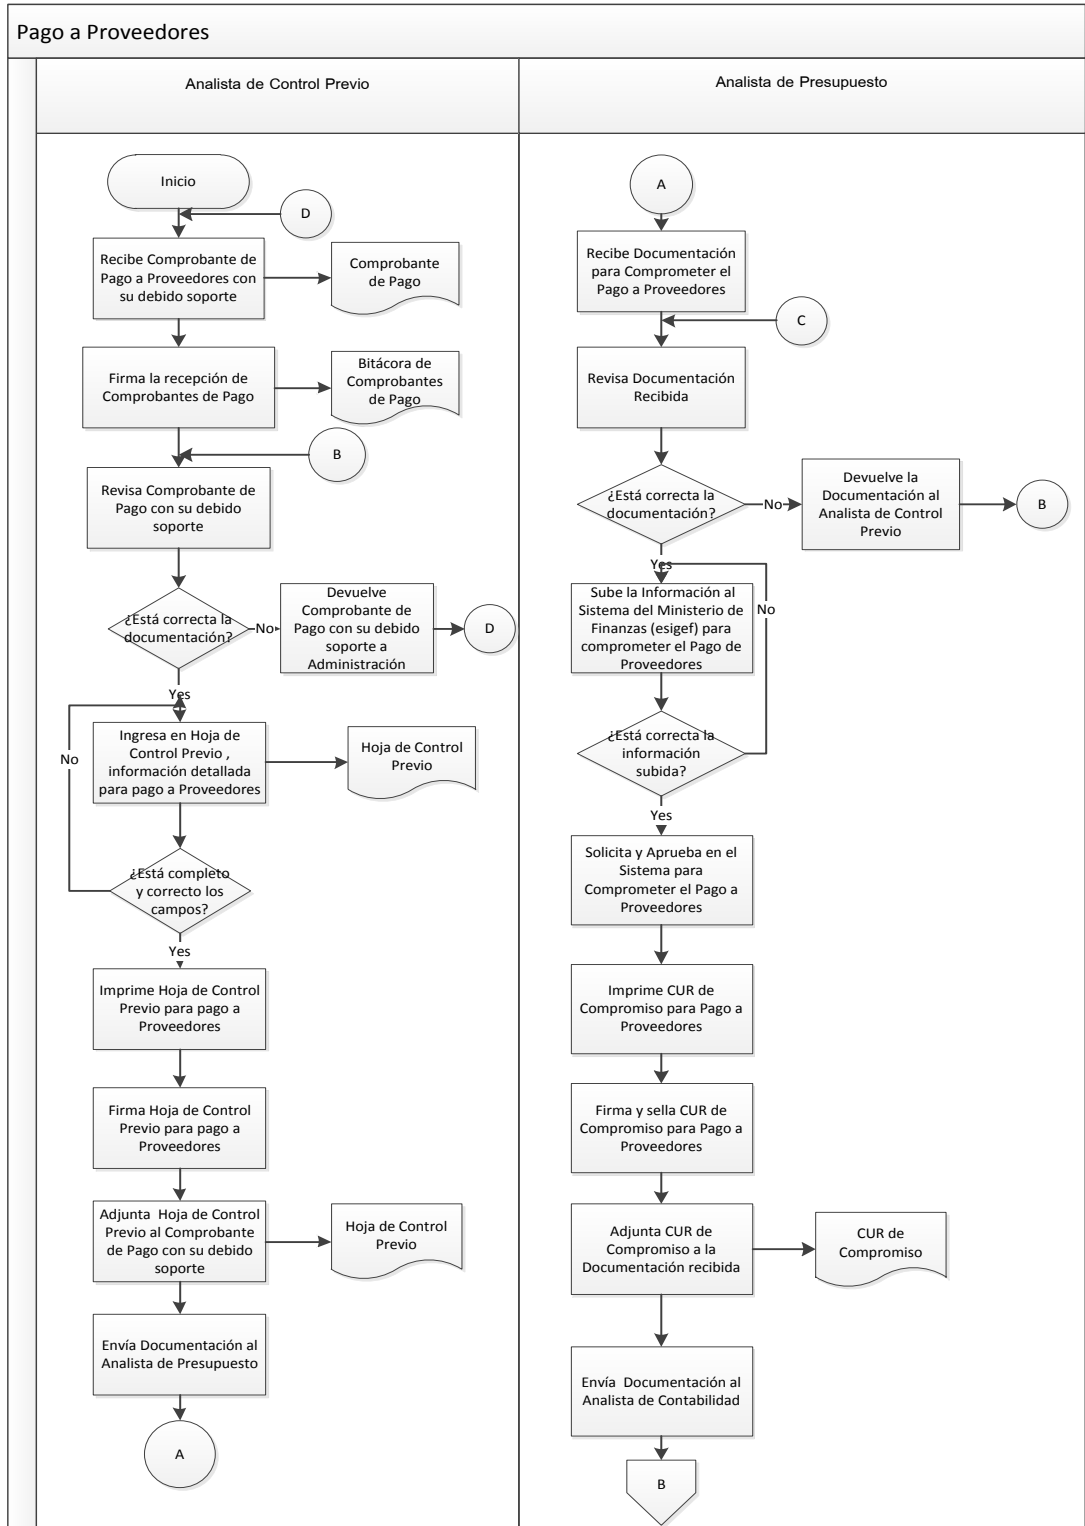 Pago a Proveedores
Analista de Control Previo
Inicio
D
Recibe Comprobante de
Pago a Proveedores con
su debido soporte
Comprobante
de Pago
Firma la recepción de
Comprobantes de Pago
Bitácora de
Comprobantes
de Pago
B
Revisa Comprobante de
Pago con su debido
soporte
¿Está correcta la
documentación?
No
Devuelve
Comprobante de
Pago con su debido
soporte a
Administración
D
Yes
Ingresa en Hoja de
Control Previo ,
información detallada
para pago a Proveedores
Hoja de Control
Previo
No
¿Está completo
y correcto los
campos?
Yes
Imprime Hoja de Control
Previo para pago a
Proveedores
Firma Hoja de Control
Previo para pago a
Proveedores
Adjunta Hoja de Control
Previo al Comprobante
de Pago con su debido
soporte
Hoja de Control
Previo
Envía Documentación al
Analista de Presupuesto
A
Analista de Presupuesto
A
Recibe Documentación
para Comprometer el
Pago a Proveedores
C
Revisa Documentación
Recibida
¿Está correcta la
documentación?
No
Devuelve la
Documentación al
Analista de Control
Previo
B
Yes
Sube la Información al
Sistema del Ministerio de
Finanzas (esigef) para
comprometer el Pago de
Proveedores
No
¿Está correcta la
información
subida?
Yes
Solicita y Aprueba en el
Sistema para
Comprometer el Pago a
Proveedores
Imprime CUR de
Compromiso para Pago a
Proveedores
Firma y sella CUR de
Compromiso para Pago a
Proveedores
Adjunta CUR de
Compromiso a la
Documentación recibida
CUR de
Compromiso
Envía Documentación al
Analista de Contabilidad
B